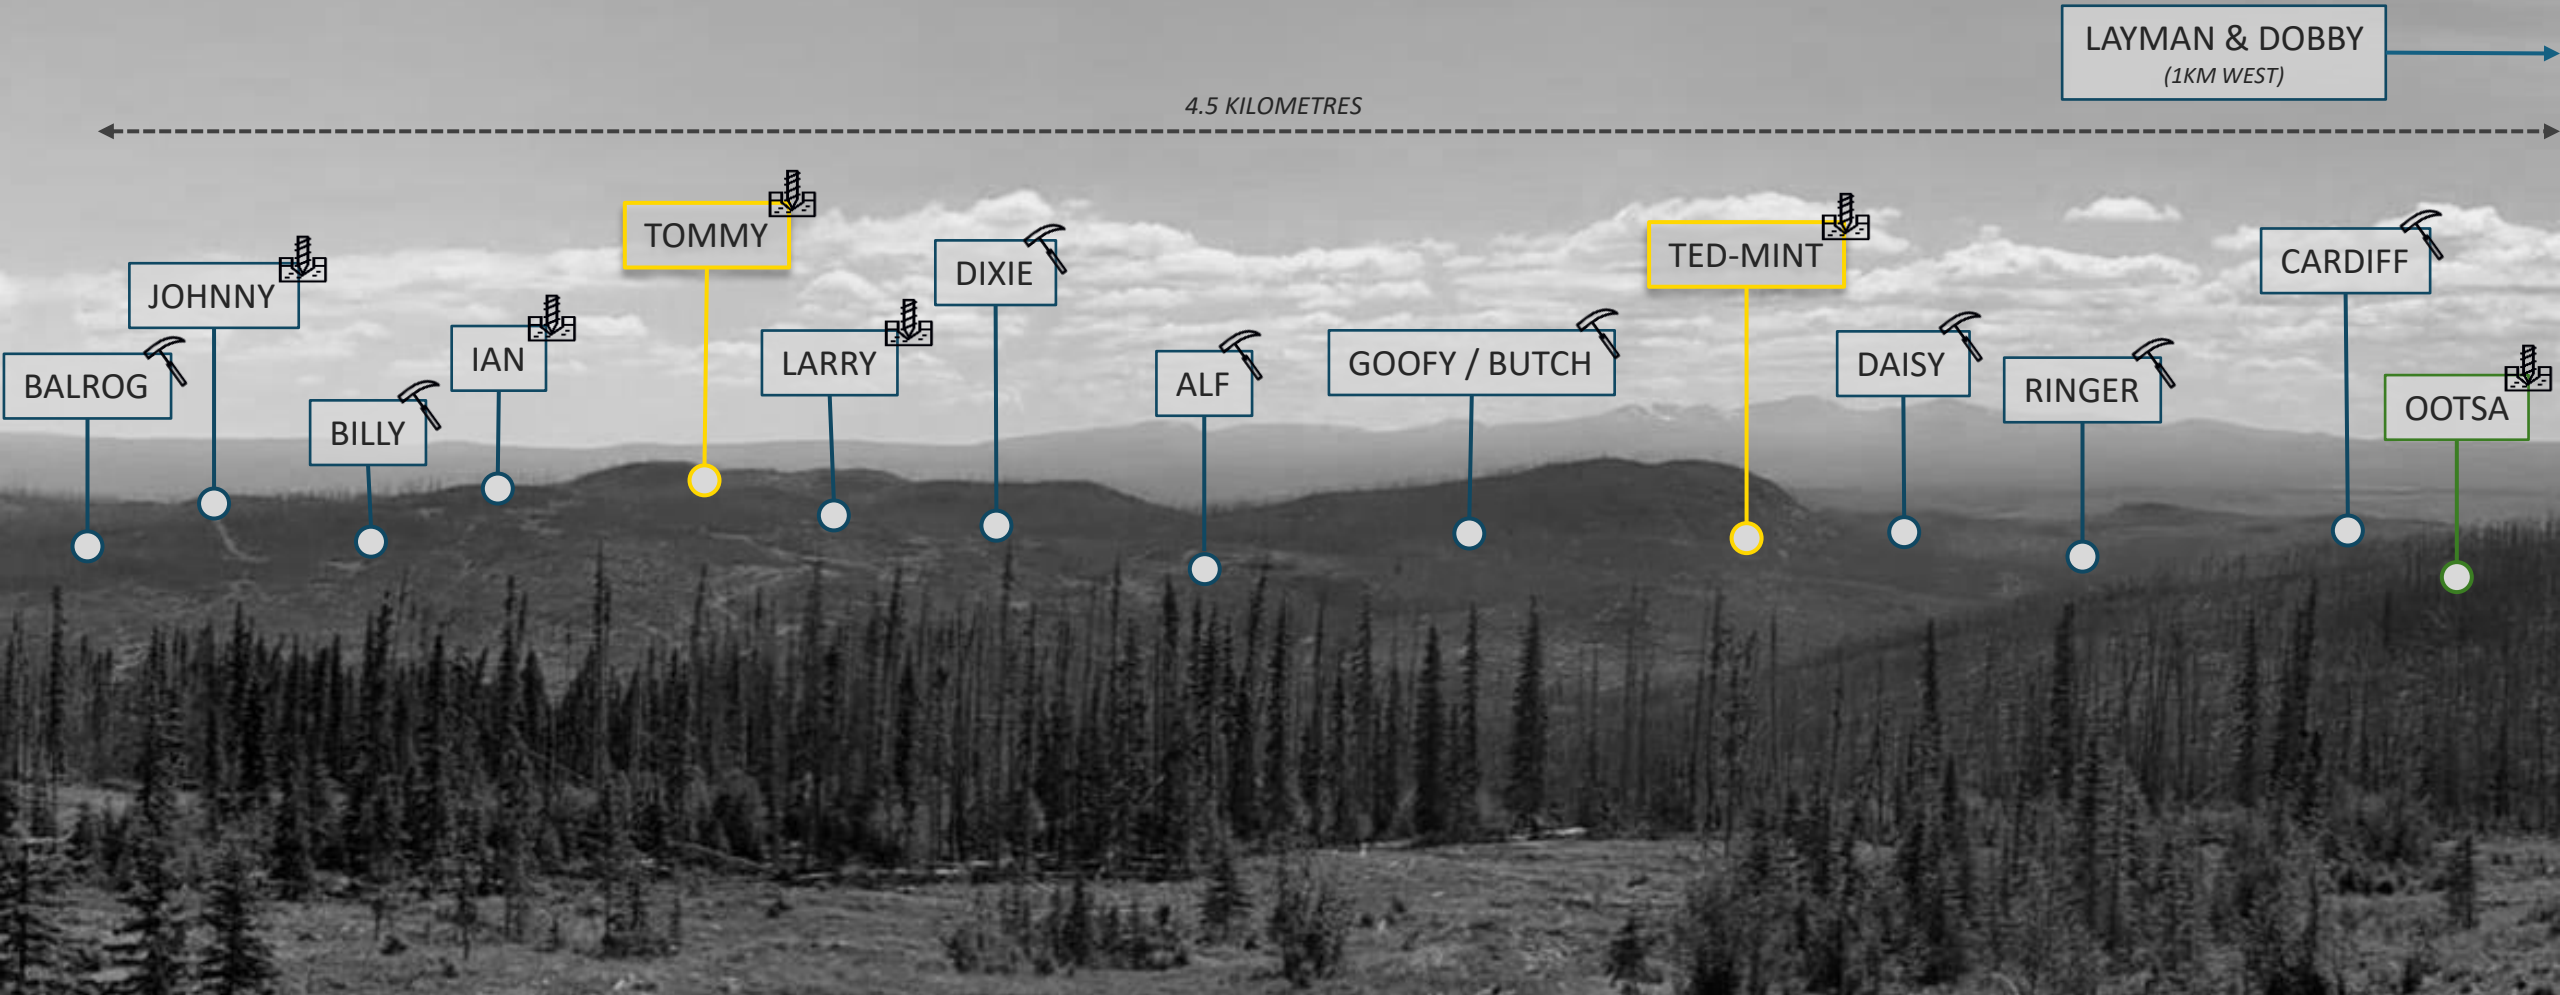 LAYMAN & DOBBY
(1KM WEST)
4.5 KILOMETRES
BALROG
JOHNNY
BILLY
IAN
TOMMY
LARRY
DIXIE
ALF
GOOFY / BUTCH
TED-MINT
DAISY
RINGER
CARDIFF
OOTSA